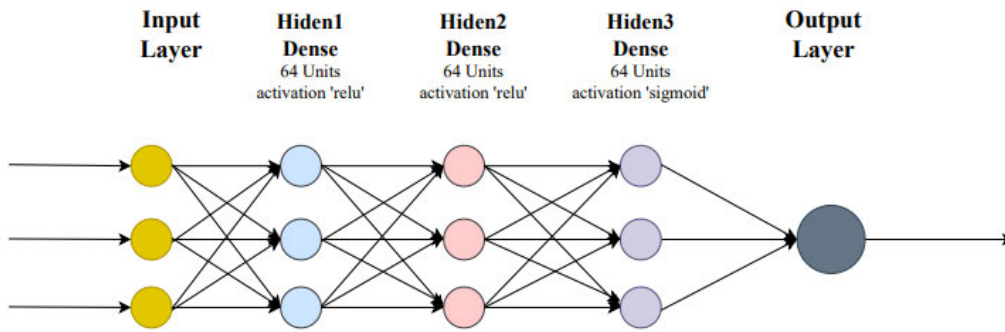 Input
Layer
Hiden1
Dense
64 Units
activation 'relu'
Hiden2
Dense
64 Units
activation 'relu'
Hiden3
Dense
64 Units
activation 'sigmoid'
Output
Layer